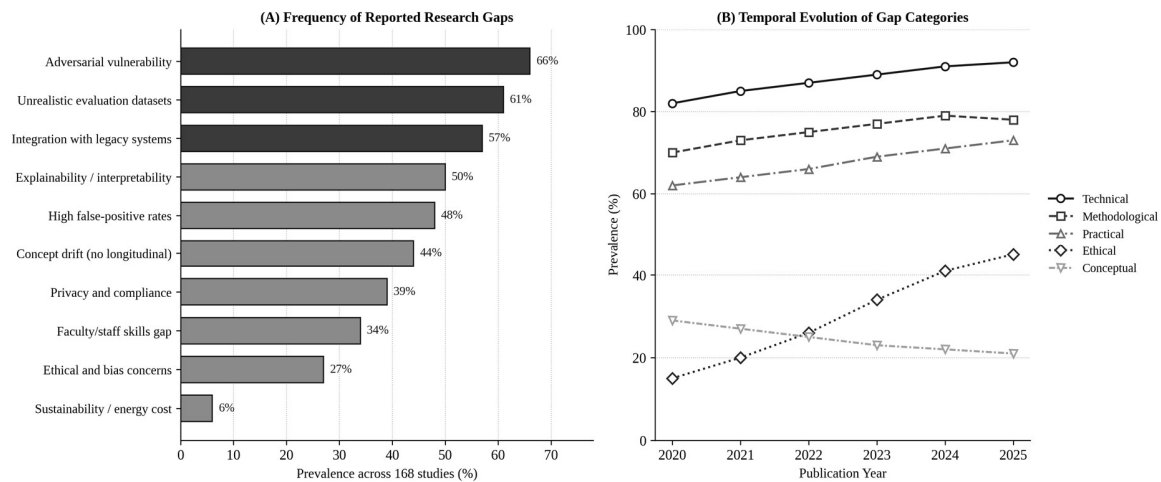 (A) Frequency of Reported Research Gaps
Adversarial vulnerability
66%
Unrealistic evaluation datasets
61%
Integration with legacy systems
57%
Explainability / interpretability
50%
High false-positive rates
48%
Concept drift (no longitudinal)
44%
Privacy and compliance
39%
Faculty/staff skills gap
34%
Ethical and bias concerns
27%
Sustainability / energy cost
6%
0 10 20 30 40 50 60 70
Prevalence across 168 studies (%)
(B) Temporal Evolution of Gap Categories
100
80
60
40
20
0
Prevalence (%)
2020 2021 2022 2023 2024 2025
Publication Year
Technical
Methodological
Practical
Ethical
Conceptual